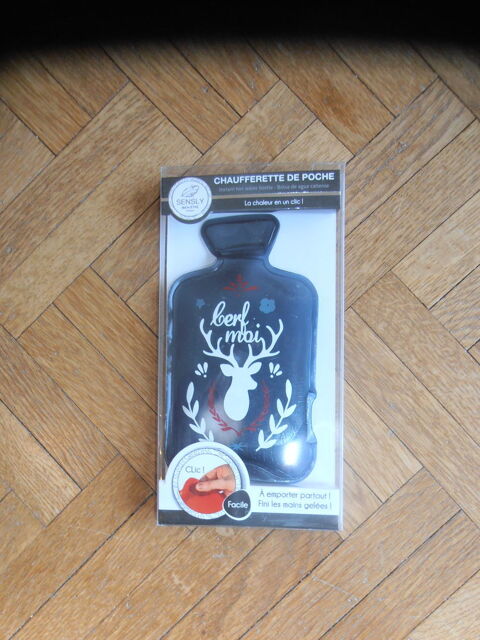 CHAUFFERETTE DE POCHE
Instant hot water bottle - Bolsa de agua caliente
SENSLY
La chaleur en un clic !
Cerf
moi
CLic !
Facile
À emporter partout !
Fini les mains gelées !